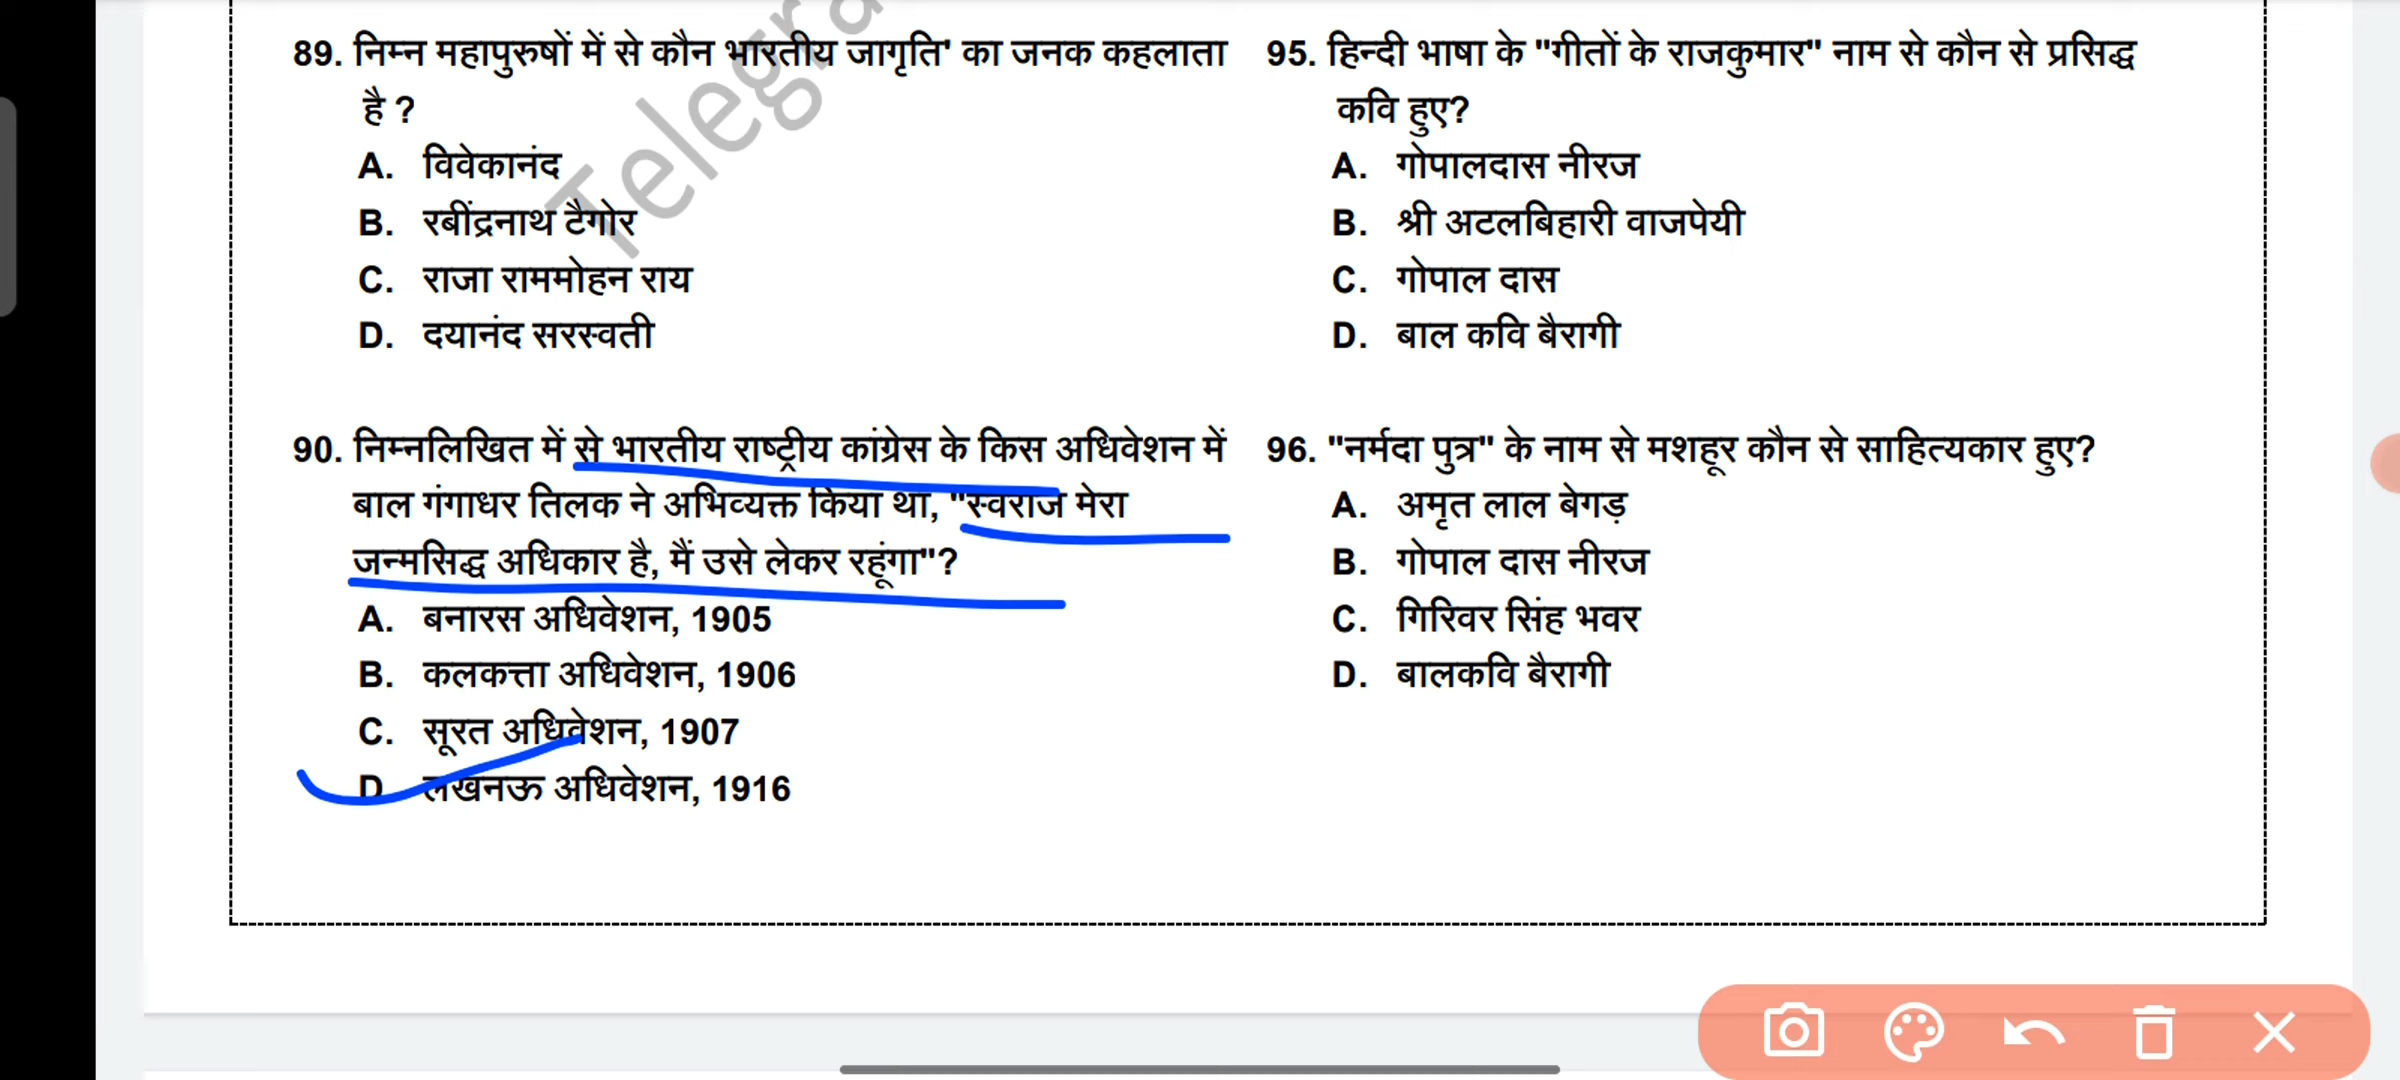 89. निम्न महापुरुषों में से कौन भारतीय जागृति' का जनक कहलाता
है ?
A. विवेकानंद
B. रबींद्रनाथ टैगोर
C. राजा राममोहन राय
D. दयानंद सरस्वती
90. निम्नलिखित में से भारतीय राष्ट्रीय कांग्रेस के किस अधिवेशन में
बाल गंगाधर तिलक ने अभिव्यक्त किया था, "स्वराज मेरा
जन्मसिद्ध अधिकार है, मैं उसे लेकर रहूंगा"?
A. बनारस अधिवेशन, 1905
B. कलकत्ता अधिवेशन, 1906
C. सूरत अधिवेशन, 1907
D. लखनऊ अधिवेशन, 1916
95. हिन्दी भाषा के "गीतों के राजकुमार" नाम से कौन से प्रसिद्ध
कवि हुए?
A. गोपालदास नीरज
B. श्री अटलबिहारी वाजपेयी
C. गोपाल दास
D. बाल कवि बैरागी
96. "नर्मदा पुत्र" के नाम से मशहूर कौन से साहित्यकार हुए?
A. अमृत लाल बेगड़
B. गोपाल दास नीरज
C. गिरिवर सिंह भवर
D. बालकवि बैरागी